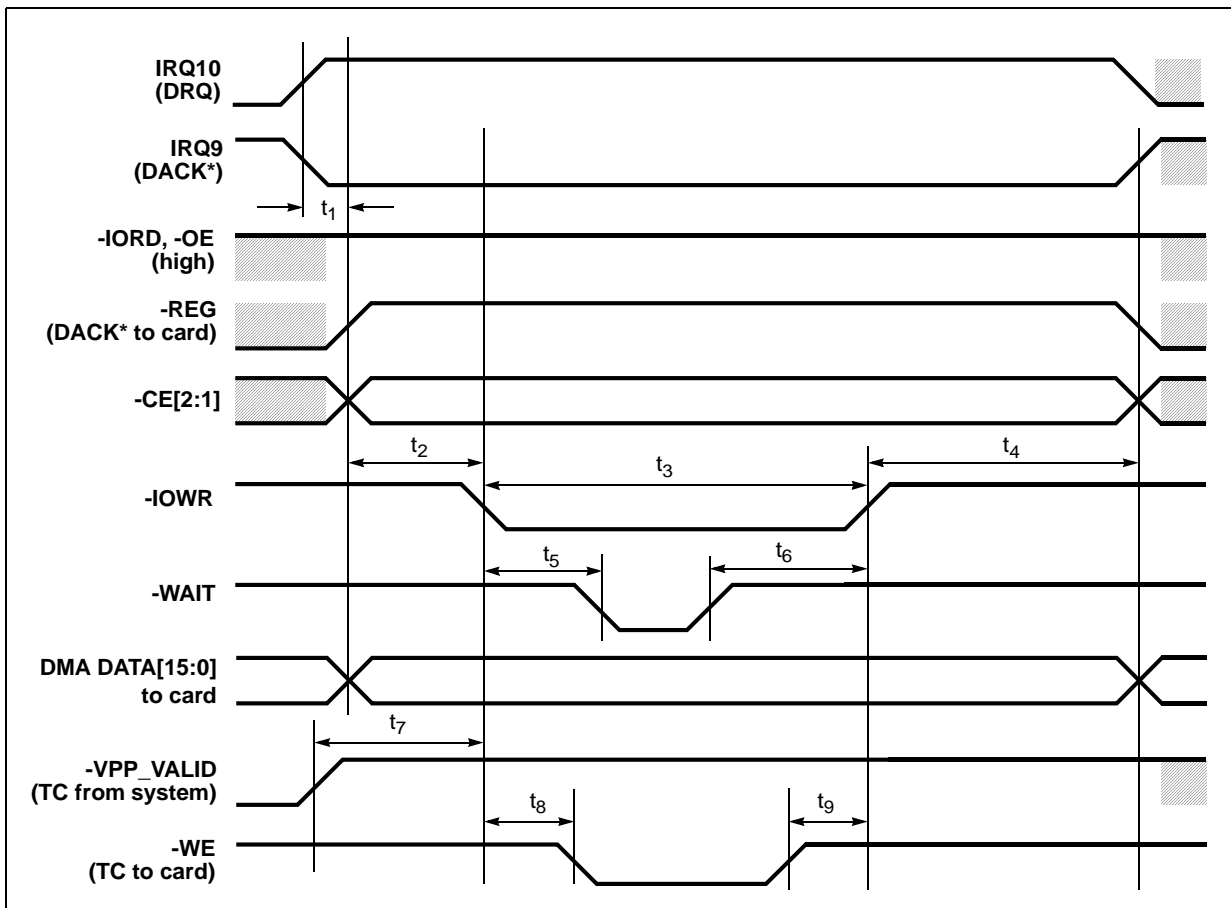 IRQ10
(DRQ)
IRQ9
(DACK*)
t1
-IORD, -OE
(high)
-REG
(DACK* to card)
-CE[2:1]
t2
t3
t4
-IOWR
t5
t6
-WAIT
DMA DATA[15:0]
to card
t7
-VPP_VALID
(TC from system)
t8
t9
-WE
(TC to card)